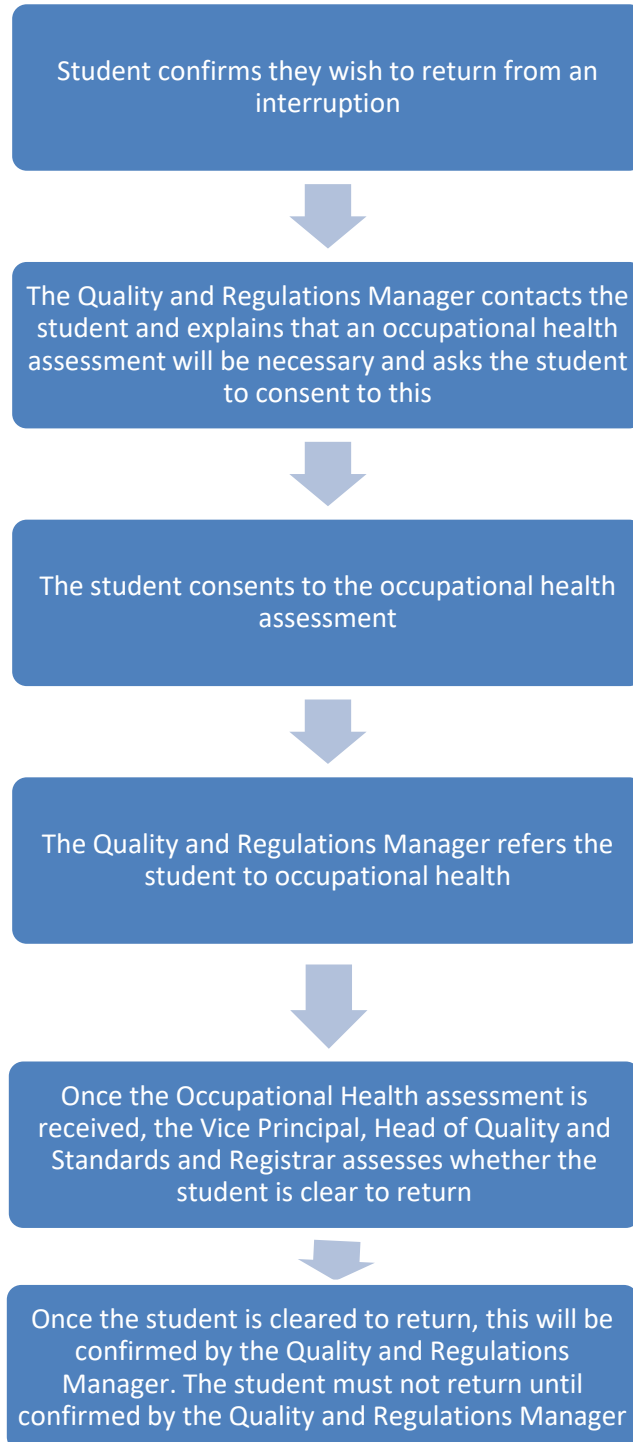 Student confirms they wish to return from an
interruption
The Quality and Regulations Manager contacts the
student and explains that an occupational health
assessment will be necessary and asks the student
to consent to this
The student consents to the occupational health
assessment
The Quality and Regulations Manager refers the
student to occupational health
Once the Occupational Health assessment is
received, the Vice Principal, Head of Quality and
Standards and Registrar assesses whether the
student is clear to return
Once the student is cleared to return, this will be
confirmed by the Quality and Regulations
Manager. The student must not return until
confirmed by the Quality and Regulations Manager